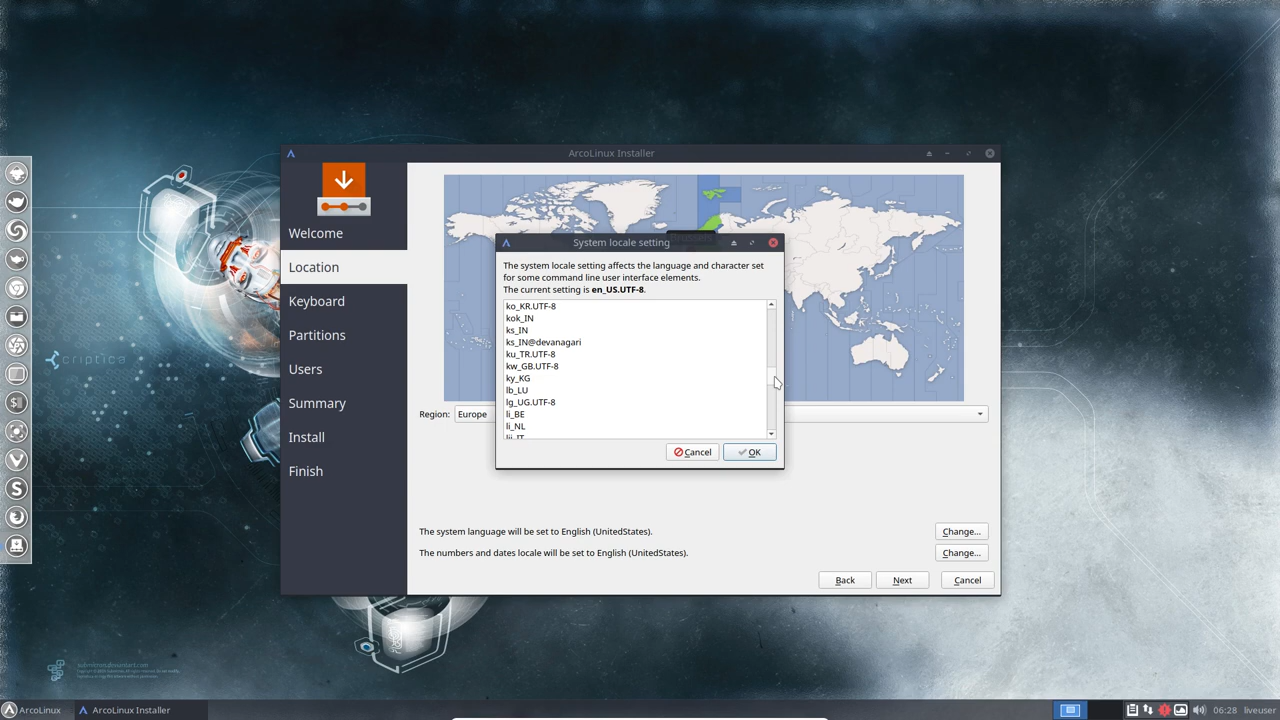 ArcoLinux Installer
Welcome
Location
Keyboard
Partitions
Users
Summary
Install
Finish
System locale setting
The system locale setting affects the language and character set
for some command line user interface elements.
The current setting is en_US.UTF-8.
ko_KR.UTF-8
kok_IN
ks_IN
ks_IN@devanagari
ku_TR.UTF-8
kw_GB.UTF-8
ky_KG
lb_LU
lg_UG.UTF-8
li_BE
li_NL
lij_IT
Cancel
OK
Region: Europe
The system language will be set to English (UnitedStates).
Change...
The numbers and dates locale will be set to English (UnitedStates).
Change...
Back
Next
Cancel
criptica
ArcoLinux
ArcoLinux Installer
06:28
liveuser